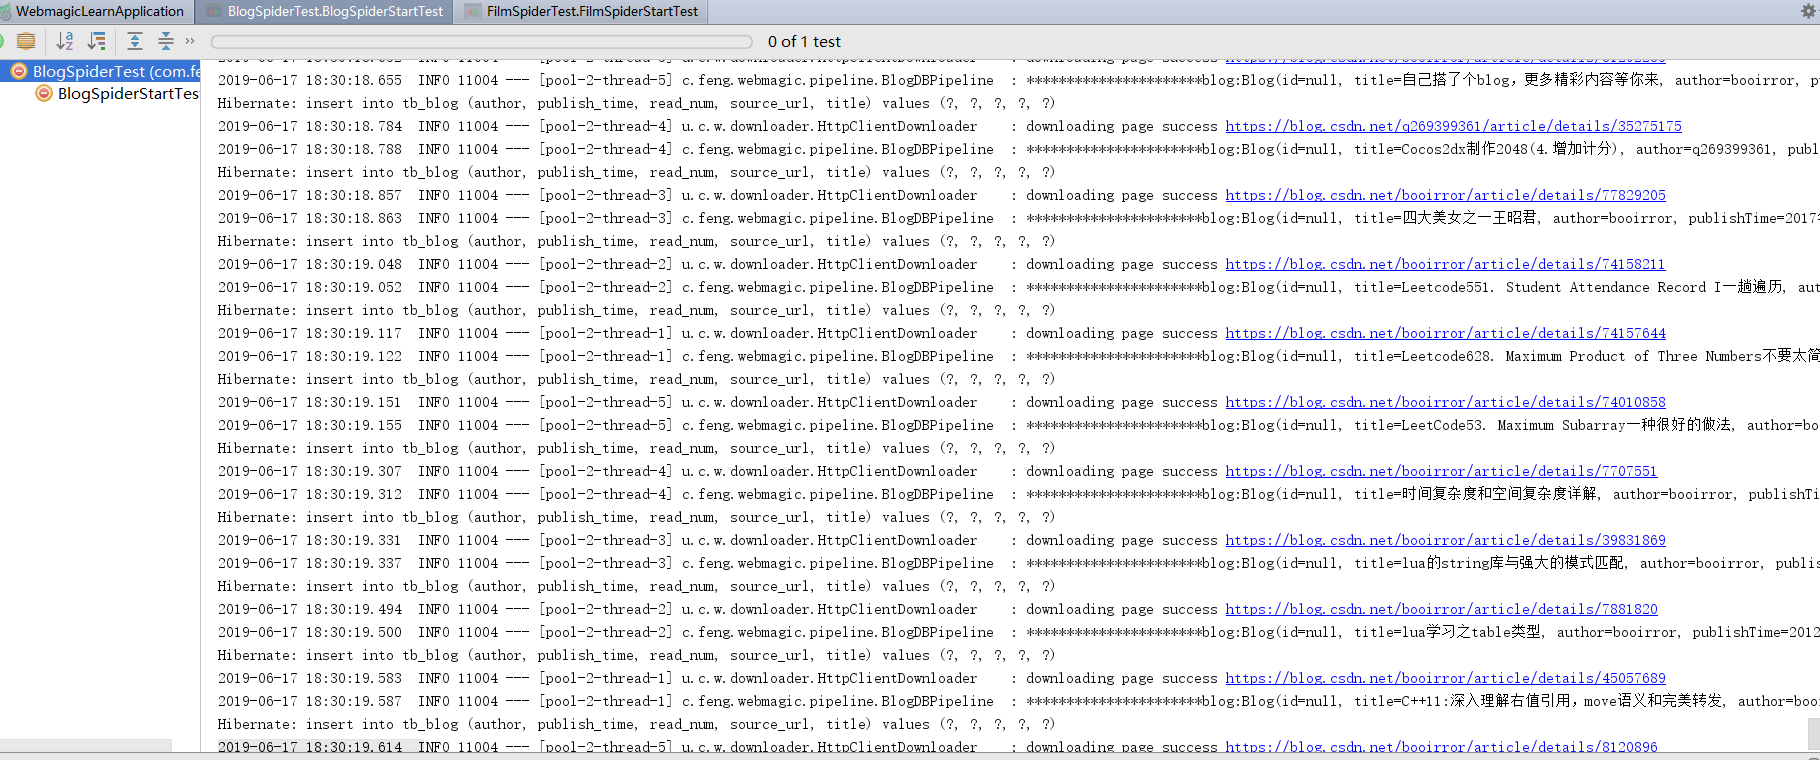 WebmagicLearnApplication BlogSpiderTest.BlogSpiderStartTest FilmSpiderTest.FilmSpiderStartTest
0 of 1 test
BlogSpiderTest (com.fe
BlogSpiderStartTes
2019-06-17 18:30:18.655 INFO 11004 --- [pool-2-thread-5] c.feng.webmagic.pipeline.BlogDBPipeline : **********************blog:Blog(id=null, title=自己搭了个blog，更多精彩内容等你来, author=booirror, p
Hibernate: insert into tb_blog (author, publish_time, read_num, source_url, title) values (?, ?, ?, ?, ?)
2019-06-17 18:30:18.784 INFO 11004 --- [pool-2-thread-4] u.c.w.downloader.HttpClientDownloader : downloading page success https://blog.csdn.net/q269399361/article/details/35275175
2019-06-17 18:30:18.788 INFO 11004 --- [pool-2-thread-4] c.feng.webmagic.pipeline.BlogDBPipeline : **********************blog:Blog(id=null, title=Cocos2dx制作2048(4.增加计分), author=q269399361, publ
Hibernate: insert into tb_blog (author, publish_time, read_num, source_url, title) values (?, ?, ?, ?, ?)
2019-06-17 18:30:18.857 INFO 11004 --- [pool-2-thread-3] u.c.w.downloader.HttpClientDownloader : downloading page success https://blog.csdn.net/booirror/article/details/77829205
2019-06-17 18:30:18.863 INFO 11004 --- [pool-2-thread-3] c.feng.webmagic.pipeline.BlogDBPipeline : **********************blog:Blog(id=null, title=四大美女之一王昭君, author=booirror, publishTime=2017
Hibernate: insert into tb_blog (author, publish_time, read_num, source_url, title) values (?, ?, ?, ?, ?)
2019-06-17 18:30:19.048 INFO 11004 --- [pool-2-thread-2] u.c.w.downloader.HttpClientDownloader : downloading page success https://blog.csdn.net/booirror/article/details/74158211
2019-06-17 18:30:19.052 INFO 11004 --- [pool-2-thread-2] c.feng.webmagic.pipeline.BlogDBPipeline : **********************blog:Blog(id=null, title=Leetcode551. Student Attendance Record I一趟遍历, aut
Hibernate: insert into tb_blog (author, publish_time, read_num, source_url, title) values (?, ?, ?, ?, ?)
2019-06-17 18:30:19.117 INFO 11004 --- [pool-2-thread-1] u.c.w.downloader.HttpClientDownloader : downloading page success https://blog.csdn.net/booirror/article/details/74157644
2019-06-17 18:30:19.122 INFO 11004 --- [pool-2-thread-1] c.feng.webmagic.pipeline.BlogDBPipeline : **********************blog:Blog(id=null, title=Leetcode628. Maximum Product of Three Numbers不要太简
Hibernate: insert into tb_blog (author, publish_time, read_num, source_url, title) values (?, ?, ?, ?, ?)
2019-06-17 18:30:19.151 INFO 11004 --- [pool-2-thread-5] u.c.w.downloader.HttpClientDownloader : downloading page success https://blog.csdn.net/booirror/article/details/74010858
2019-06-17 18:30:19.155 INFO 11004 --- [pool-2-thread-5] c.feng.webmagic.pipeline.BlogDBPipeline : **********************blog:Blog(id=null, title=LeetCode53. Maximum Subarray一种很好的做法, author=bo
Hibernate: insert into tb_blog (author, publish_time, read_num, source_url, title) values (?, ?, ?, ?, ?)
2019-06-17 18:30:19.307 INFO 11004 --- [pool-2-thread-4] u.c.w.downloader.HttpClientDownloader : downloading page success https://blog.csdn.net/booirror/article/details/7707551
2019-06-17 18:30:19.312 INFO 11004 --- [pool-2-thread-4] c.feng.webmagic.pipeline.BlogDBPipeline : **********************blog:Blog(id=null, title=时间复杂度和空间复杂度详解, author=booirror, publishTi
Hibernate: insert into tb_blog (author, publish_time, read_num, source_url, title) values (?, ?, ?, ?, ?)
2019-06-17 18:30:19.331 INFO 11004 --- [pool-2-thread-3] u.c.w.downloader.HttpClientDownloader : downloading page success https://blog.csdn.net/booirror/article/details/39831869
2019-06-17 18:30:19.337 INFO 11004 --- [pool-2-thread-3] c.feng.webmagic.pipeline.BlogDBPipeline : **********************blog:Blog(id=null, title=lua的string库与强大的模式匹配, author=booirror, publis
Hibernate: insert into tb_blog (author, publish_time, read_num, source_url, title) values (?, ?, ?, ?, ?)
2019-06-17 18:30:19.494 INFO 11004 --- [pool-2-thread-2] u.c.w.downloader.HttpClientDownloader : downloading page success https://blog.csdn.net/booirror/article/details/7881820
2019-06-17 18:30:19.500 INFO 11004 --- [pool-2-thread-2] c.feng.webmagic.pipeline.BlogDBPipeline : **********************blog:Blog(id=null, title=lua学习之table类型, author=booirror, publishTime=2012
Hibernate: insert into tb_blog (author, publish_time, read_num, source_url, title) values (?, ?, ?, ?, ?)
2019-06-17 18:30:19.583 INFO 11004 --- [pool-2-thread-1] u.c.w.downloader.HttpClientDownloader : downloading page success https://blog.csdn.net/booirror/article/details/45057689
2019-06-17 18:30:19.587 INFO 11004 --- [pool-2-thread-1] c.feng.webmagic.pipeline.BlogDBPipeline : **********************blog:Blog(id=null, title=C++11:深入理解右值引用，move语义和完美转发, author=booi
Hibernate: insert into tb_blog (author, publish_time, read_num, source_url, title) values (?, ?, ?, ?, ?)
2019-06-17 18:30:19.614 INFO 11004 --- [pool-2-thread-5] u.c.w.downloader.HttpClientDownloader : downloading page success https://blog.csdn.net/booirror/article/details/8120896